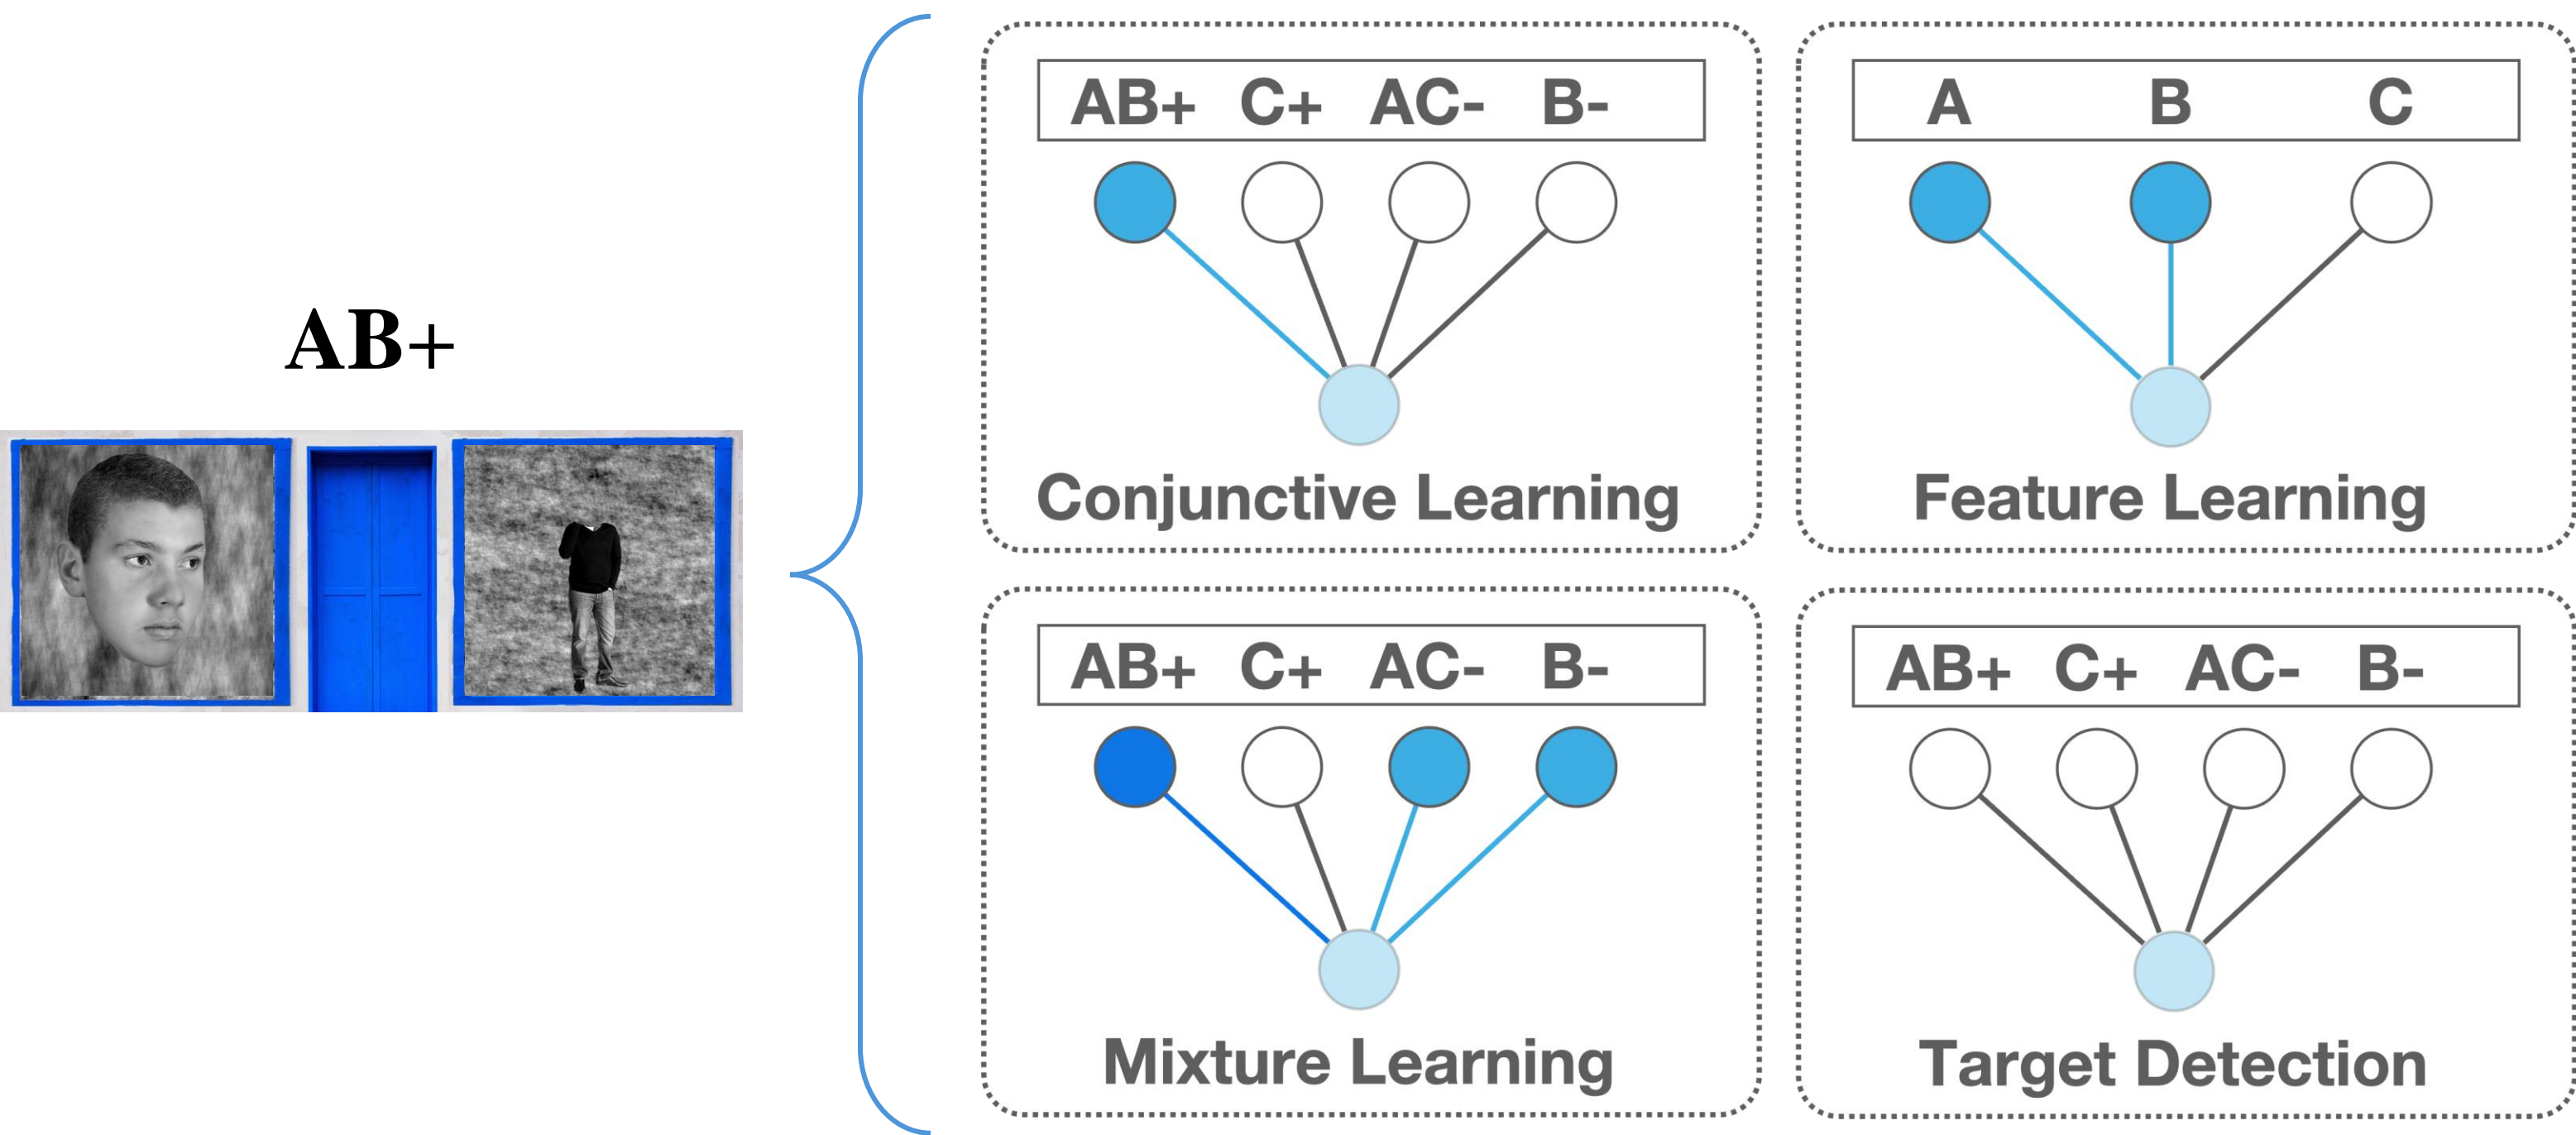 AB+
AB+ C+ AC- B-
Conjunctive Learning
A B C
Feature Learning
AB+ C+ AC- B-
Mixture Learning
AB+ C+ AC- B-
Target Detection